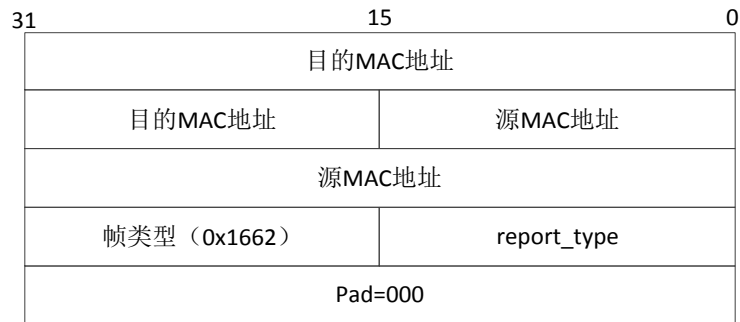 31 15 0
目的MAC地址
目的MAC地址 源MAC地址
源MAC地址
帧类型（0x1662） report_type
Pad=000